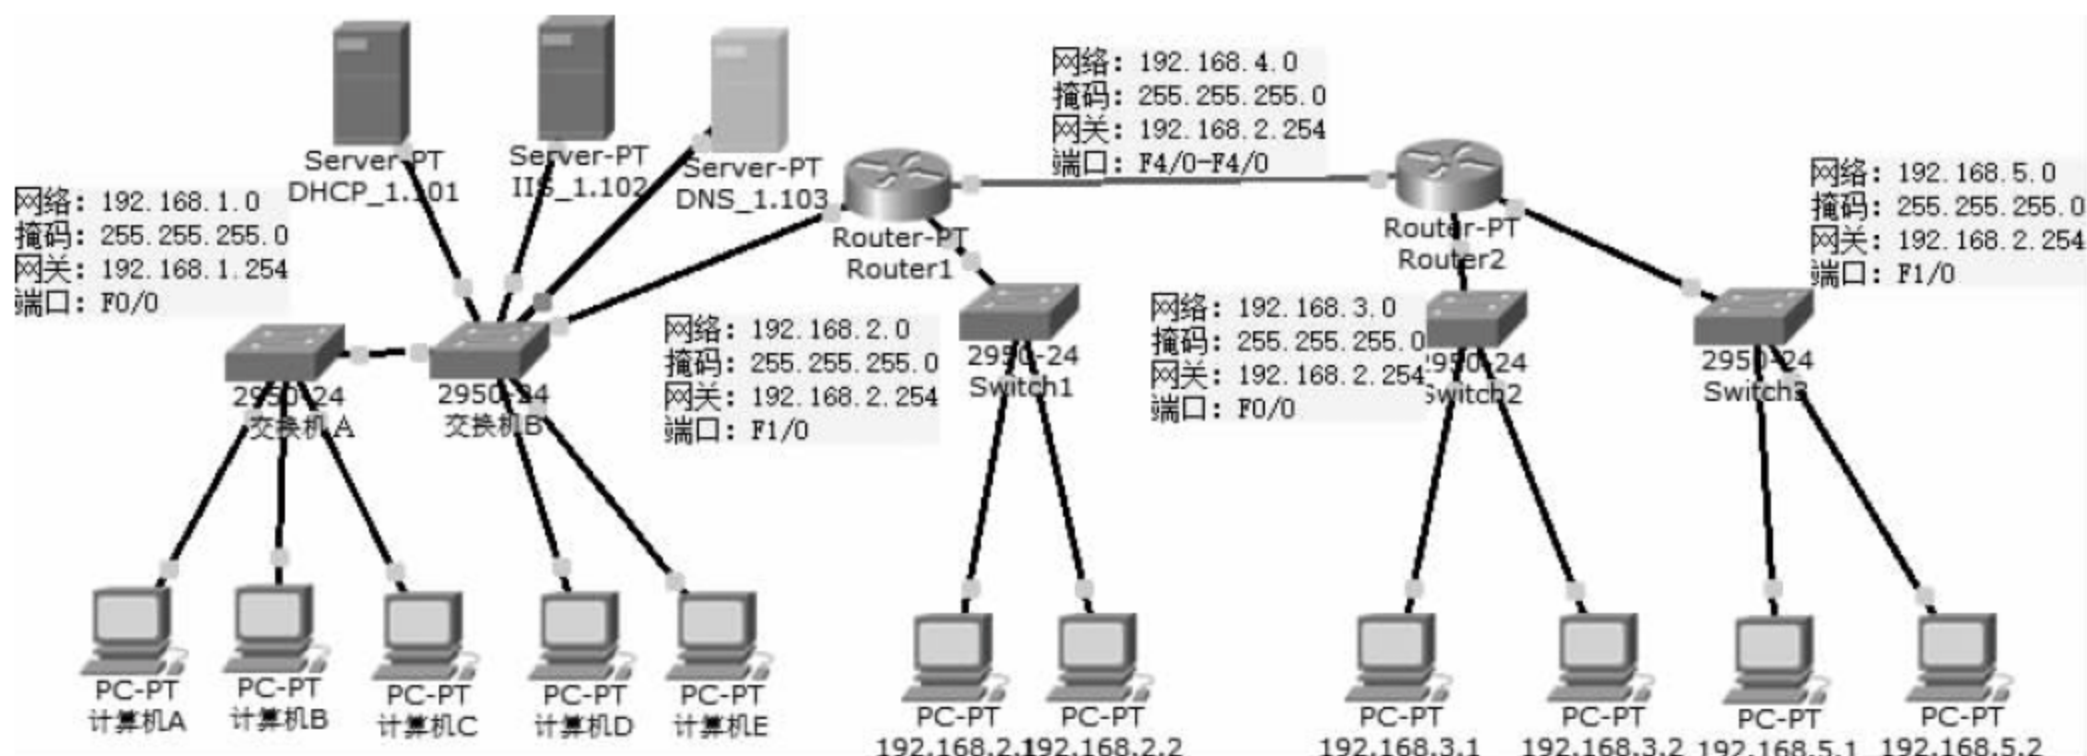 Server-PT
DHCP_1.101
Server-PT
IIS_1.102
Server-PT
DNS_1.103
网络: 192.168.1.0
掩码: 255.255.255.0
网关: 192.168.1.254
端口: F0/0
2950-24
交换机A
2950-24
交换机B
Router-PT
Router1
网络: 192.168.4.0
掩码: 255.255.255.0
网关: 192.168.2.254
端口: F4/0-F4/0
Router-PT
Router2
网络: 192.168.5.0
掩码: 255.255.255.0
网关: 192.168.2.254
端口: F1/0
网络: 192.168.2.0
掩码: 255.255.255.0
网关: 192.168.2.254
端口: F1/0
2950-24
Switch1
网络: 192.168.3.0
掩码: 255.255.255.0
网关: 192.168.2.254
端口: F0/0
2950-24
Switch2
2950-24
Switch3
PC-PT
计算机A
PC-PT
计算机B
PC-PT
计算机C
PC-PT
计算机D
PC-PT
计算机E
PC-PT
192.168.2.1
PC-PT
192.168.2.2
PC-PT
192.168.3.1
PC-PT
192.168.3.2
PC-PT
192.168.5.1
PC-PT
192.168.5.2